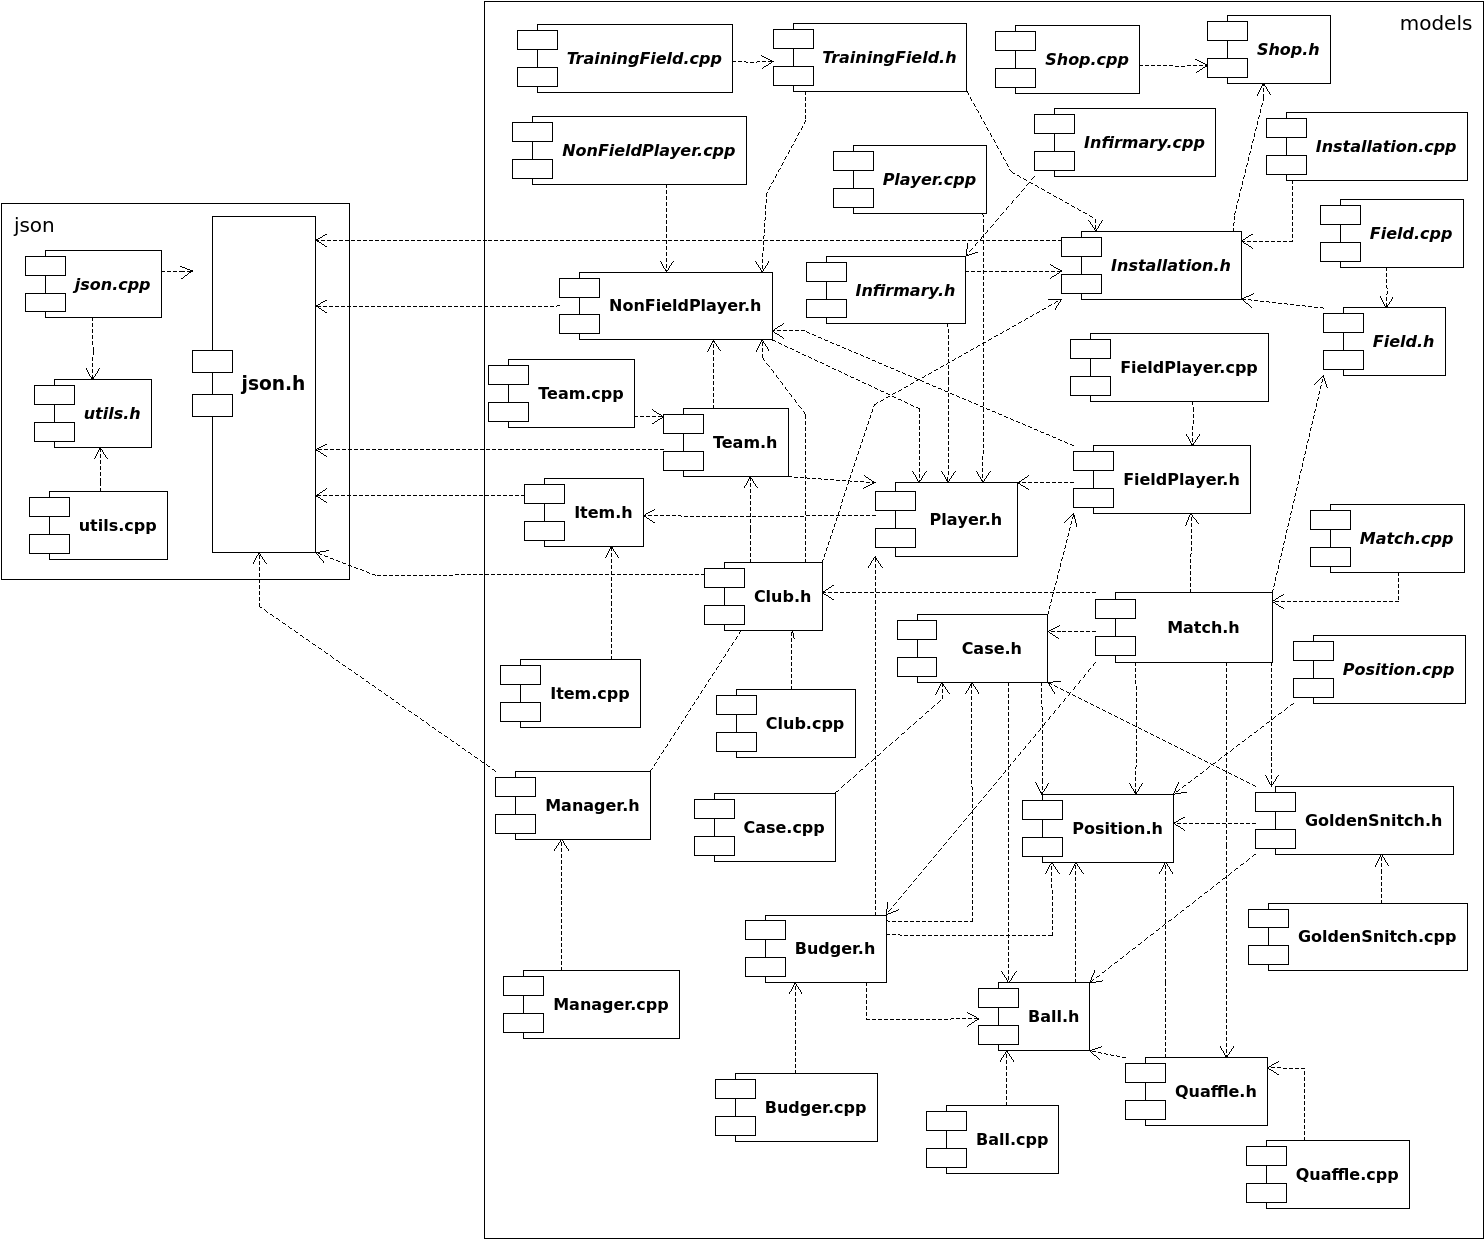 models
TrainingField.cpp
TrainingField.h
Shop.cpp
Shop.h
NonFieldPlayer.cpp
Player.cpp
Infirmary.cpp
Installation.cpp
json
json.cpp
json.h
utils.h
utils.cpp
Field.cpp
Installation.h
Infirmary.h
NonFieldPlayer.h
Field.h
FieldPlayer.cpp
Team.cpp
Team.h
FieldPlayer.h
Item.h
Player.h
Match.cpp
Club.h
Match.h
Case.h
Position.cpp
Item.cpp
Club.cpp
Manager.h
Case.cpp
Position.h
GoldenSnitch.h
GoldenSnitch.cpp
Budger.h
Manager.cpp
Ball.h
Quaffle.h
Budger.cpp
Ball.cpp
Quaffle.cpp